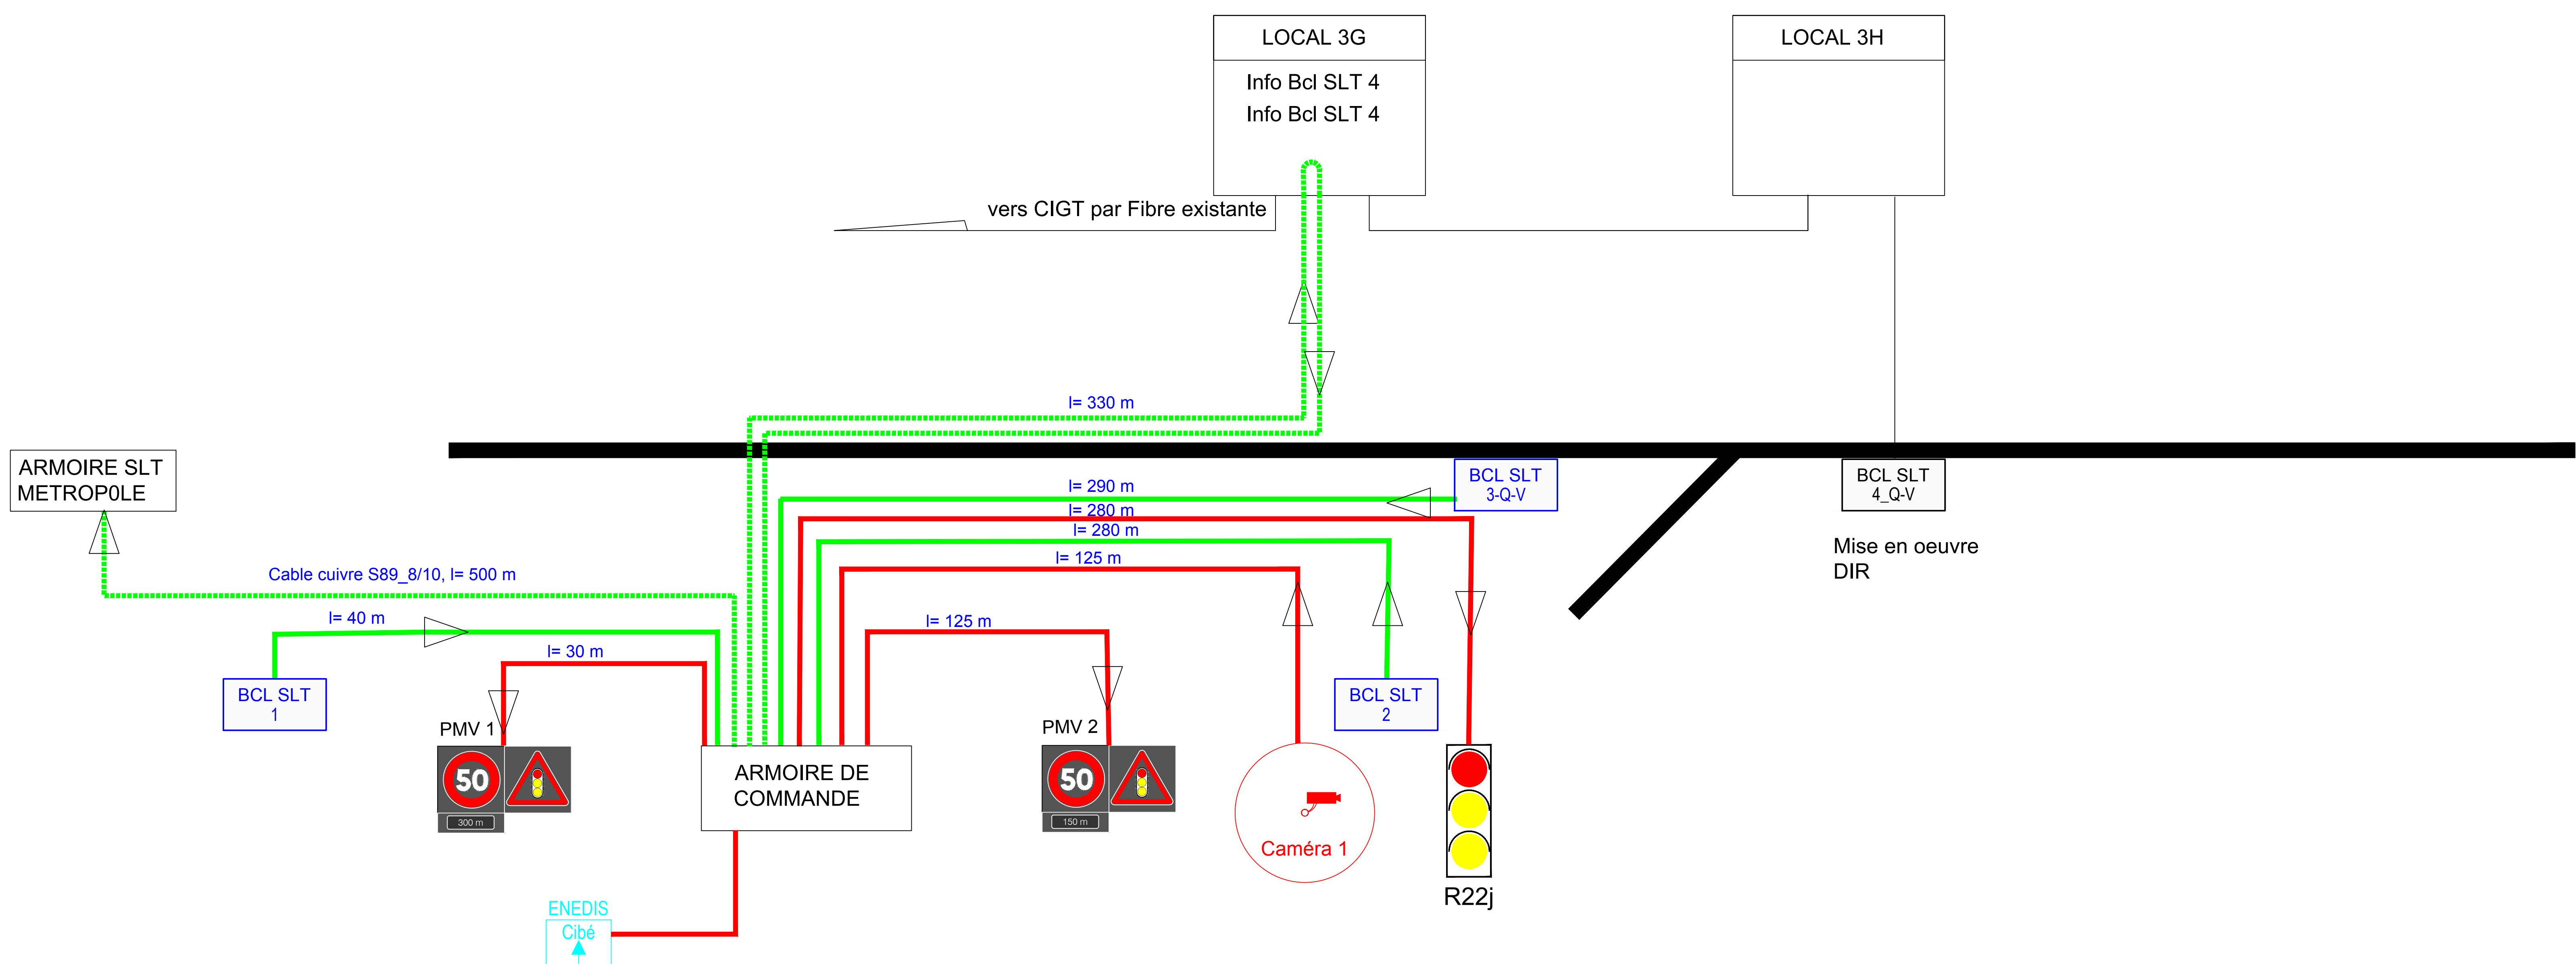 LOCAL 3G
Info Bcl SLT 4
Info Bcl SLT 4
LOCAL 3H
vers CIGT par Fibre existante
l= 330 m
ARMOIRE SLT
METROP0LE
l= 290 m
l= 280 m
l= 280 m
l= 125 m
BCL SLT
3-Q-V
BCL SLT
4_Q-V
Mise en oeuvre
DIR
Cable cuivre S89_8/10, l= 500 m
l= 40 m
l= 30 m
l= 125 m
BCL SLT
1
BCL SLT
2
PMV 1
50
300 m
ARMOIRE DE
COMMANDE
PMV 2
50
150 m
Caméra 1
R22j
ENEDIS
Cibé